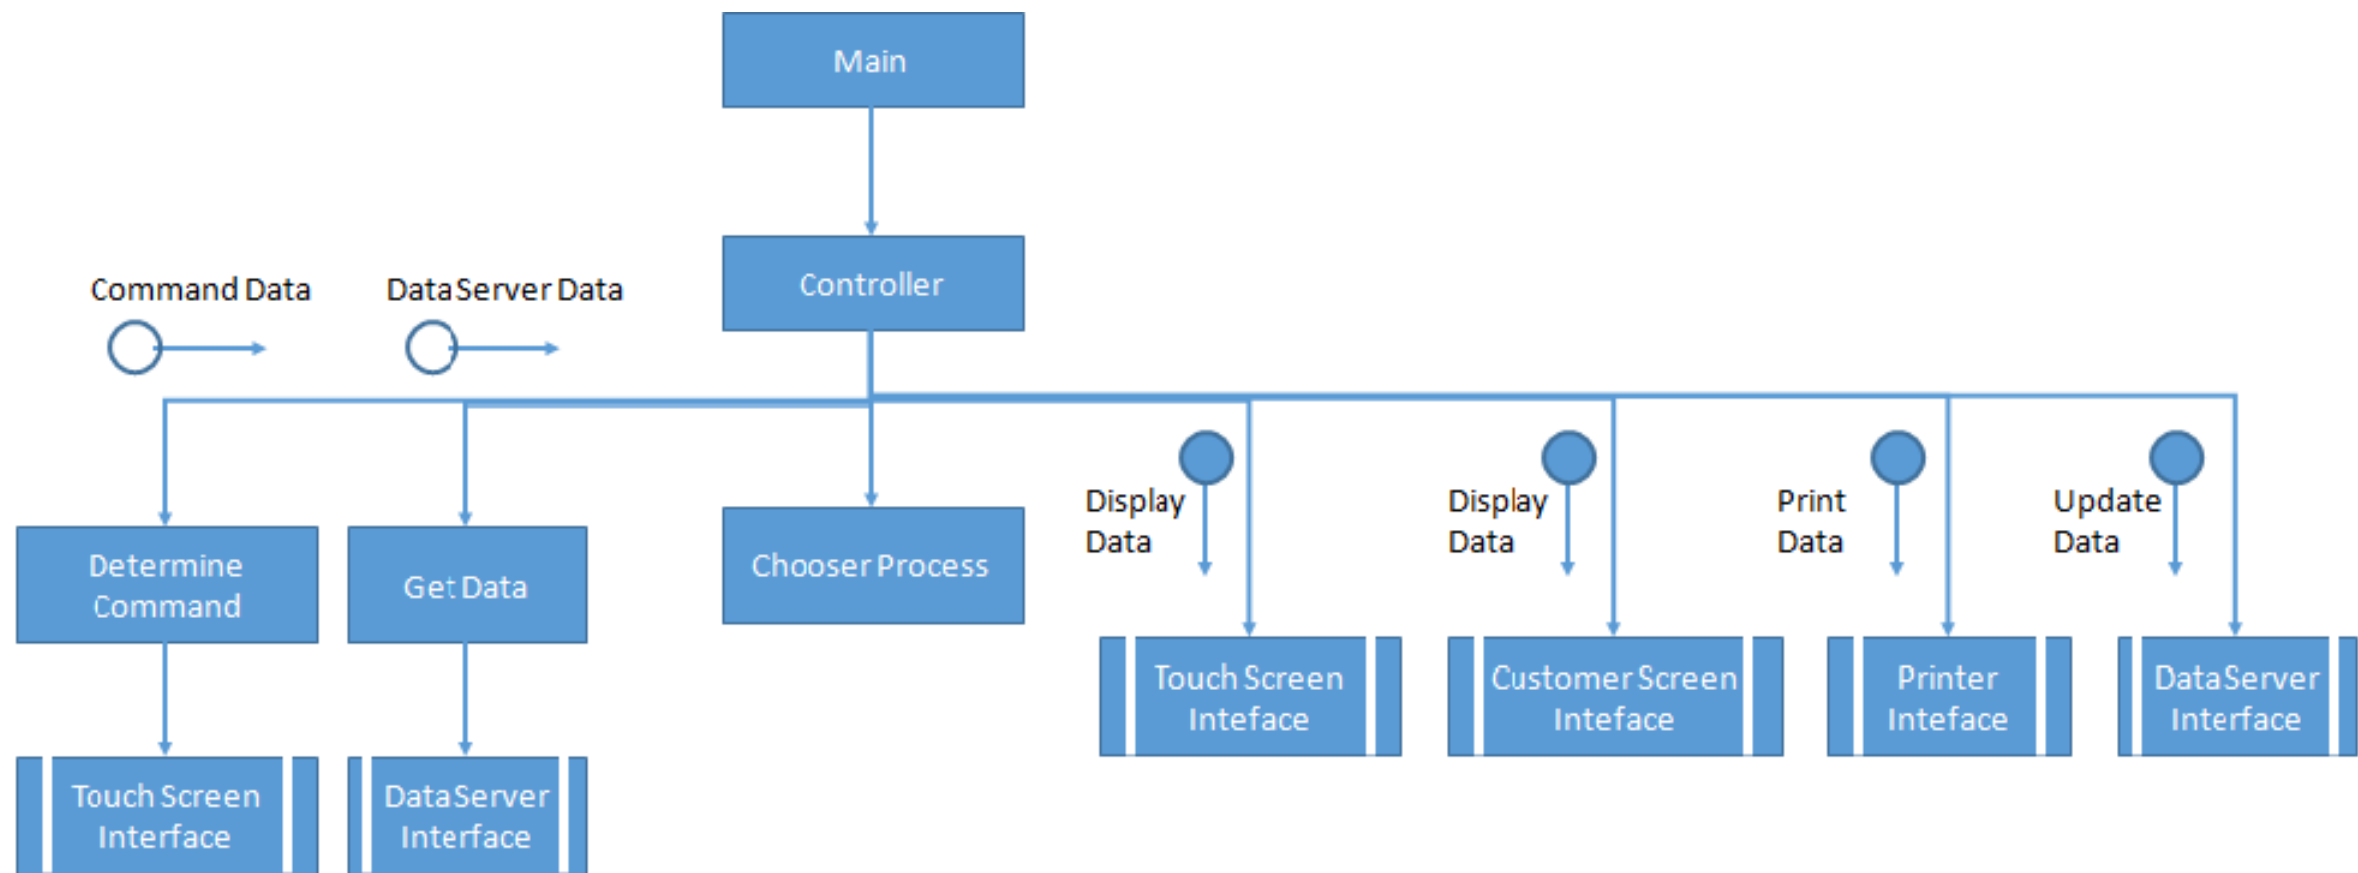 Main
Controller
Command Data
DataServer Data
Determine
Command
Get Data
Chooser Process
Display
Data
Display
Data
Print
Data
Update
Data
Touch Screen
Inteface
Customer Screen
Inteface
Printer
Inteface
DataServer
Interface
Touch Screen
Interface
DataServer
Interface